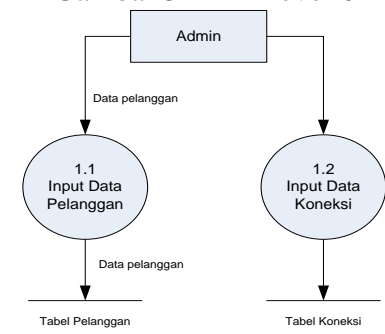 Admin
Data pelanggan
1.1
Input Data
Pelanggan
1.2
Input Data
Koneksi
Data pelanggan
Tabel Pelanggan
Tabel Koneksi